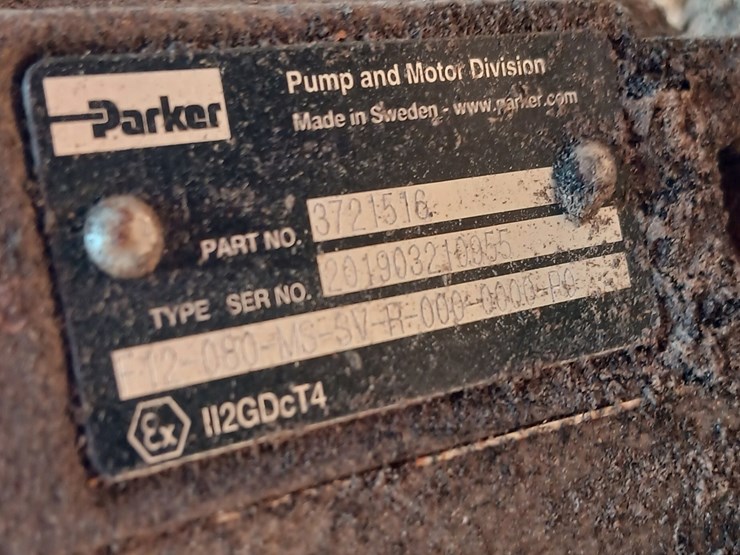 Parker
Pump and Motor Division
Made in Sweden - www.parker.com
PART NO. 3721516
TYPE SER NO. 201903210955
F12-080-MS-SV-R-000-0000-P0
Ex II2GDcT4